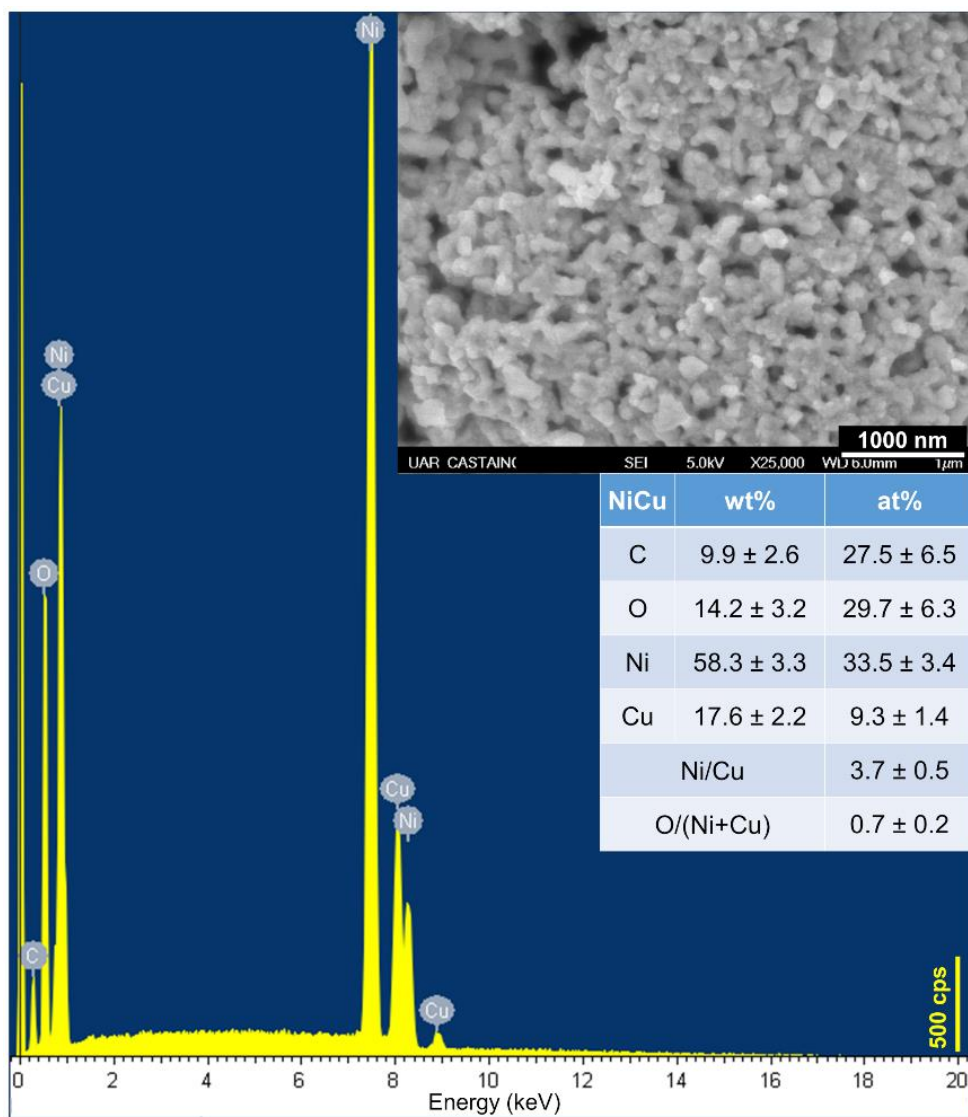 Ni
Ni
Cu
O
C
Cu
Ni
Cu
1000 nm
UAR CASTAIN( SEI 5.0kV X25,000 WD 6.0mm 1μm
NiCu wt% at%
C 9.9 ± 2.6 27.5 ± 6.5
O 14.2 ± 3.2 29.7 ± 6.3
Ni 58.3 ± 3.3 33.5 ± 3.4
Cu 17.6 ± 2.2 9.3 ± 1.4
Ni/Cu 3.7 ± 0.5
O/(Ni+Cu) 0.7 ± 0.2
500 cps
0 2 4 6 8 10 12 14 16 18 20
Energy (keV)